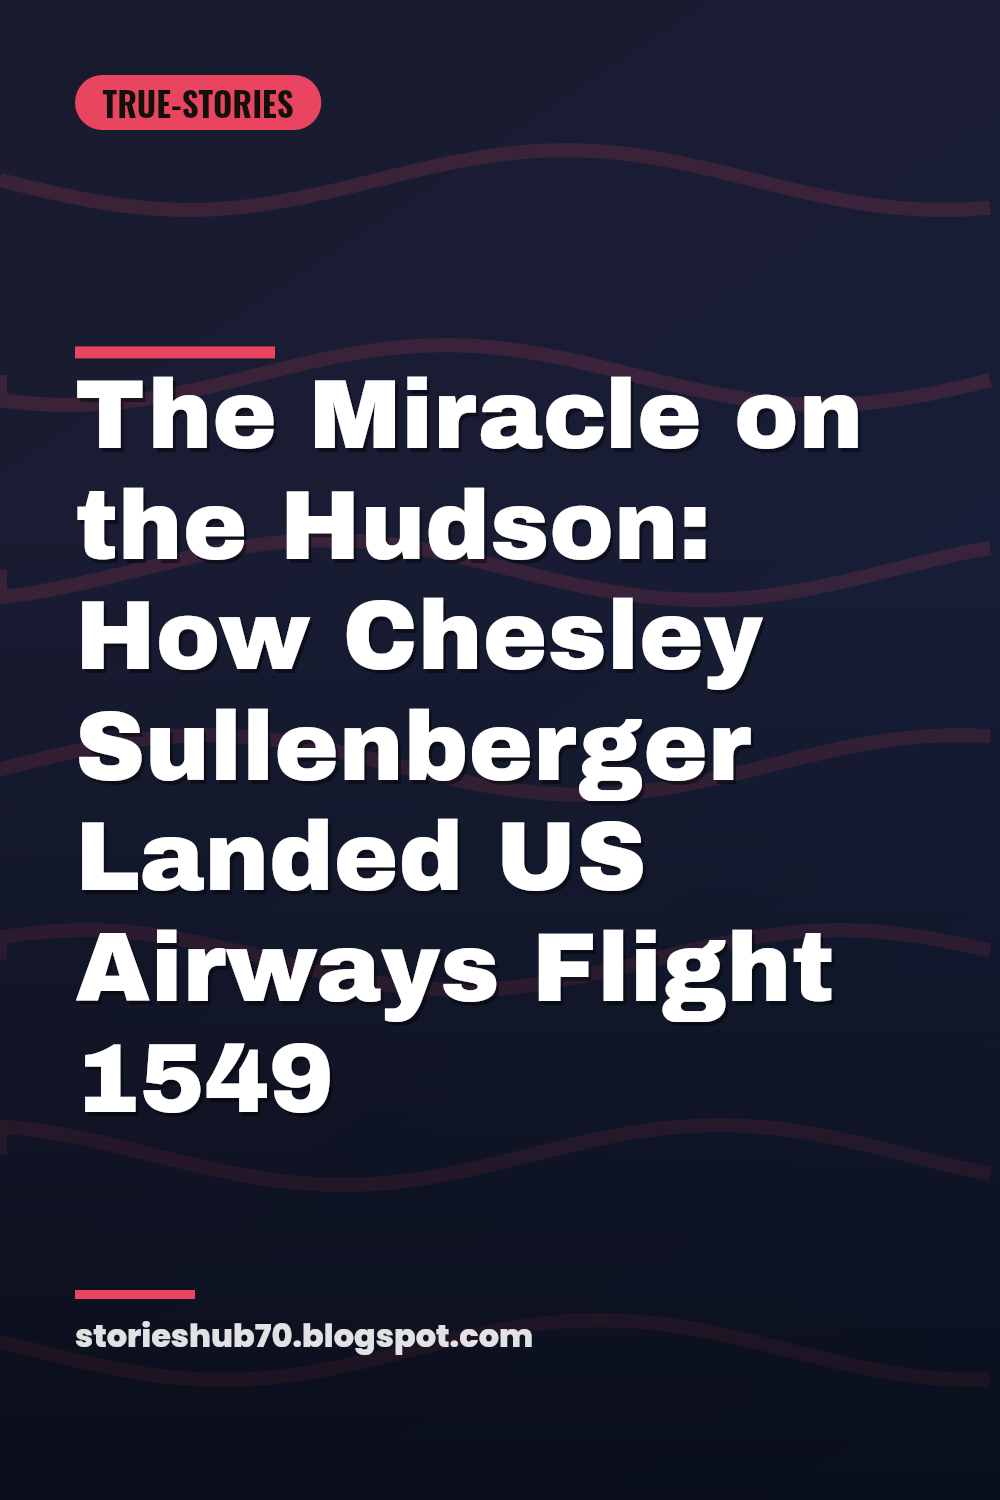 TRUE-STORIES
The Miracle on
the Hudson:
How Chesley
Sullenberger
Landed US
Airways Flight
1549
storieshub70.blogspot.com